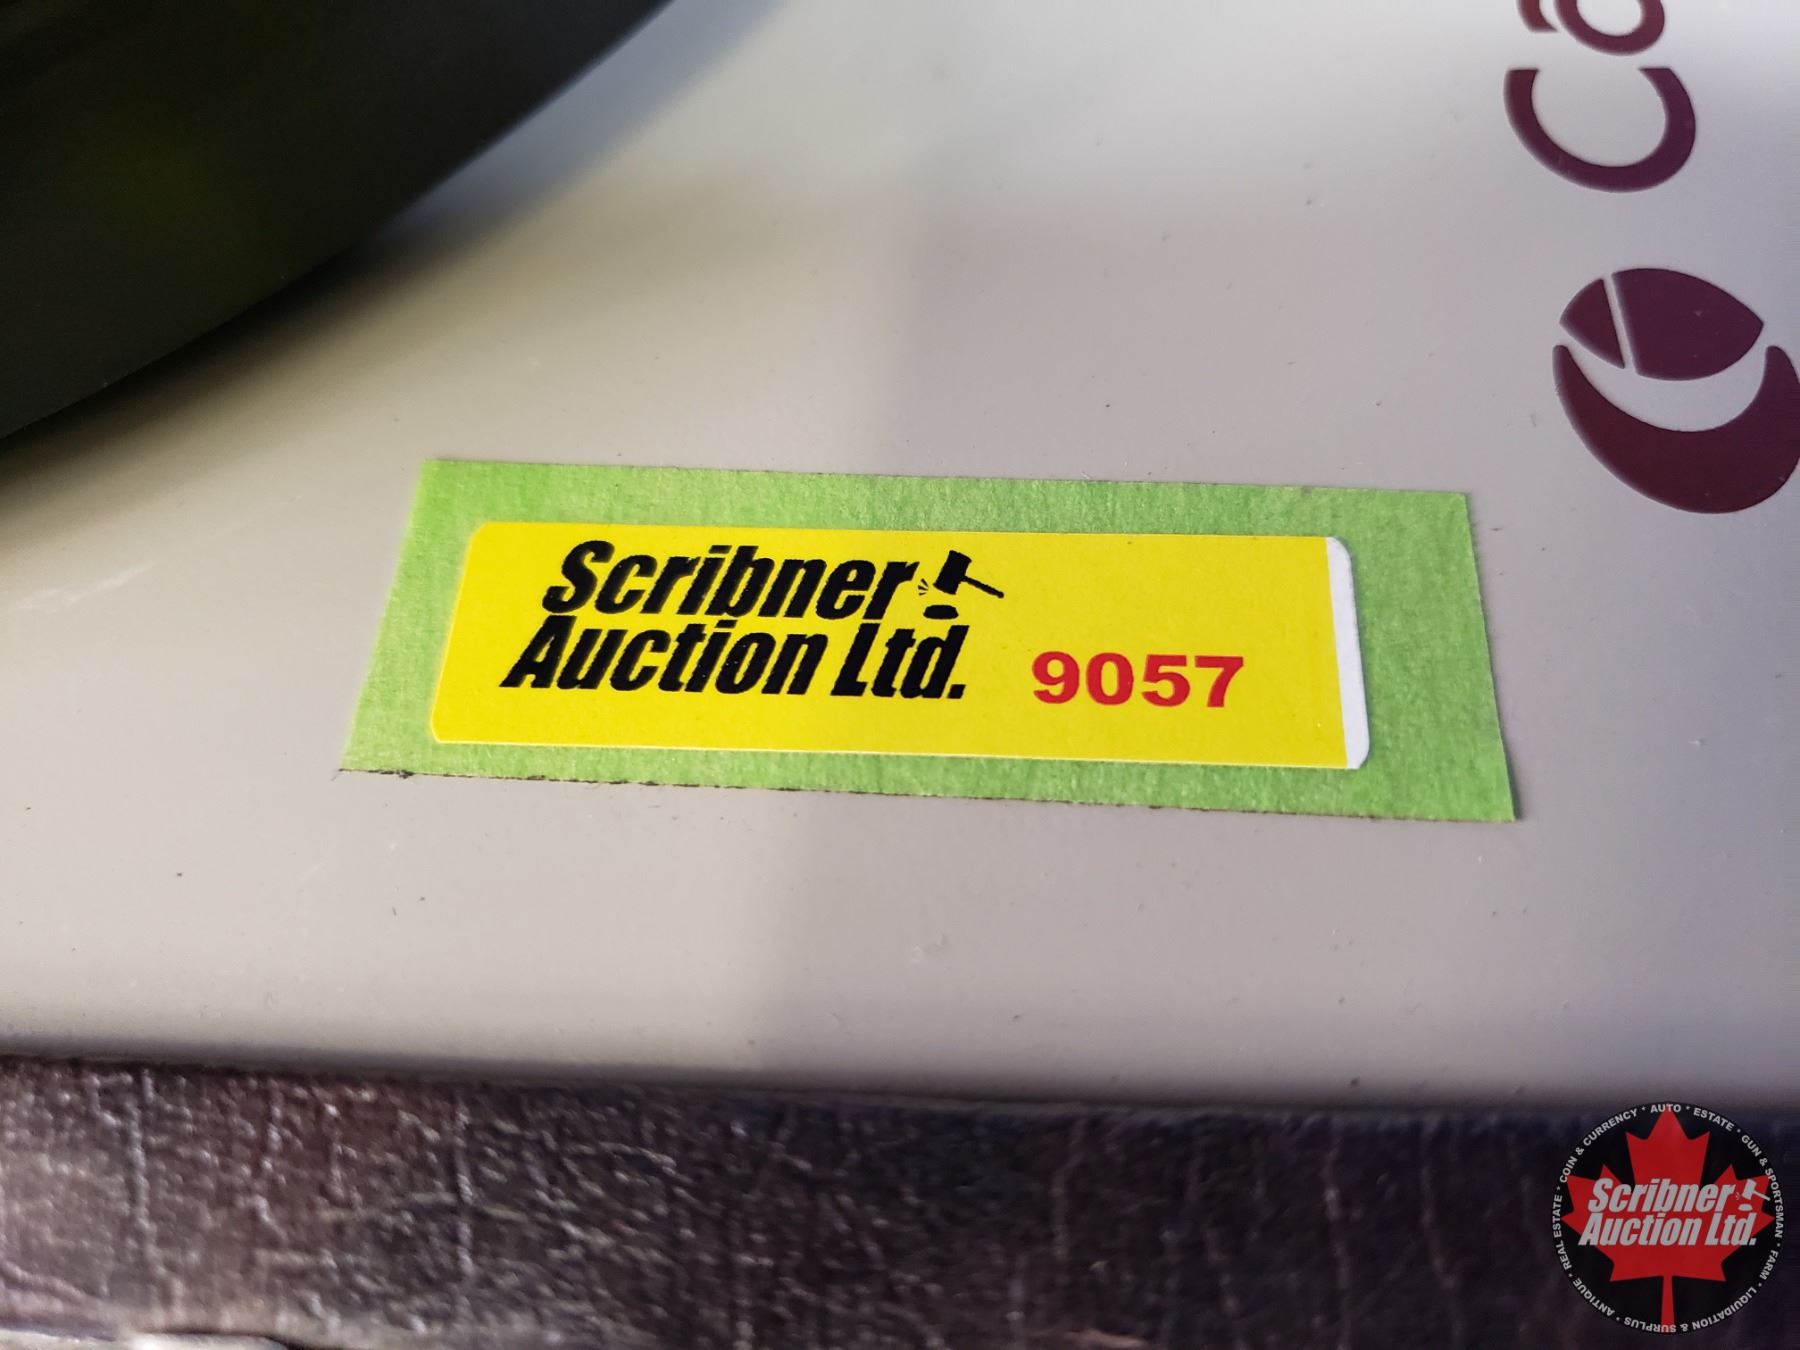 Scribner
Auction Ltd. 9057
COIN & CURRENCY * AUTO * ESTATE * GUN & SPORTSMAN * FARM * LIQUIDATION & SURPLUS * ANTIQUE * REAL ESTATE *
Scribner
Auction Ltd.